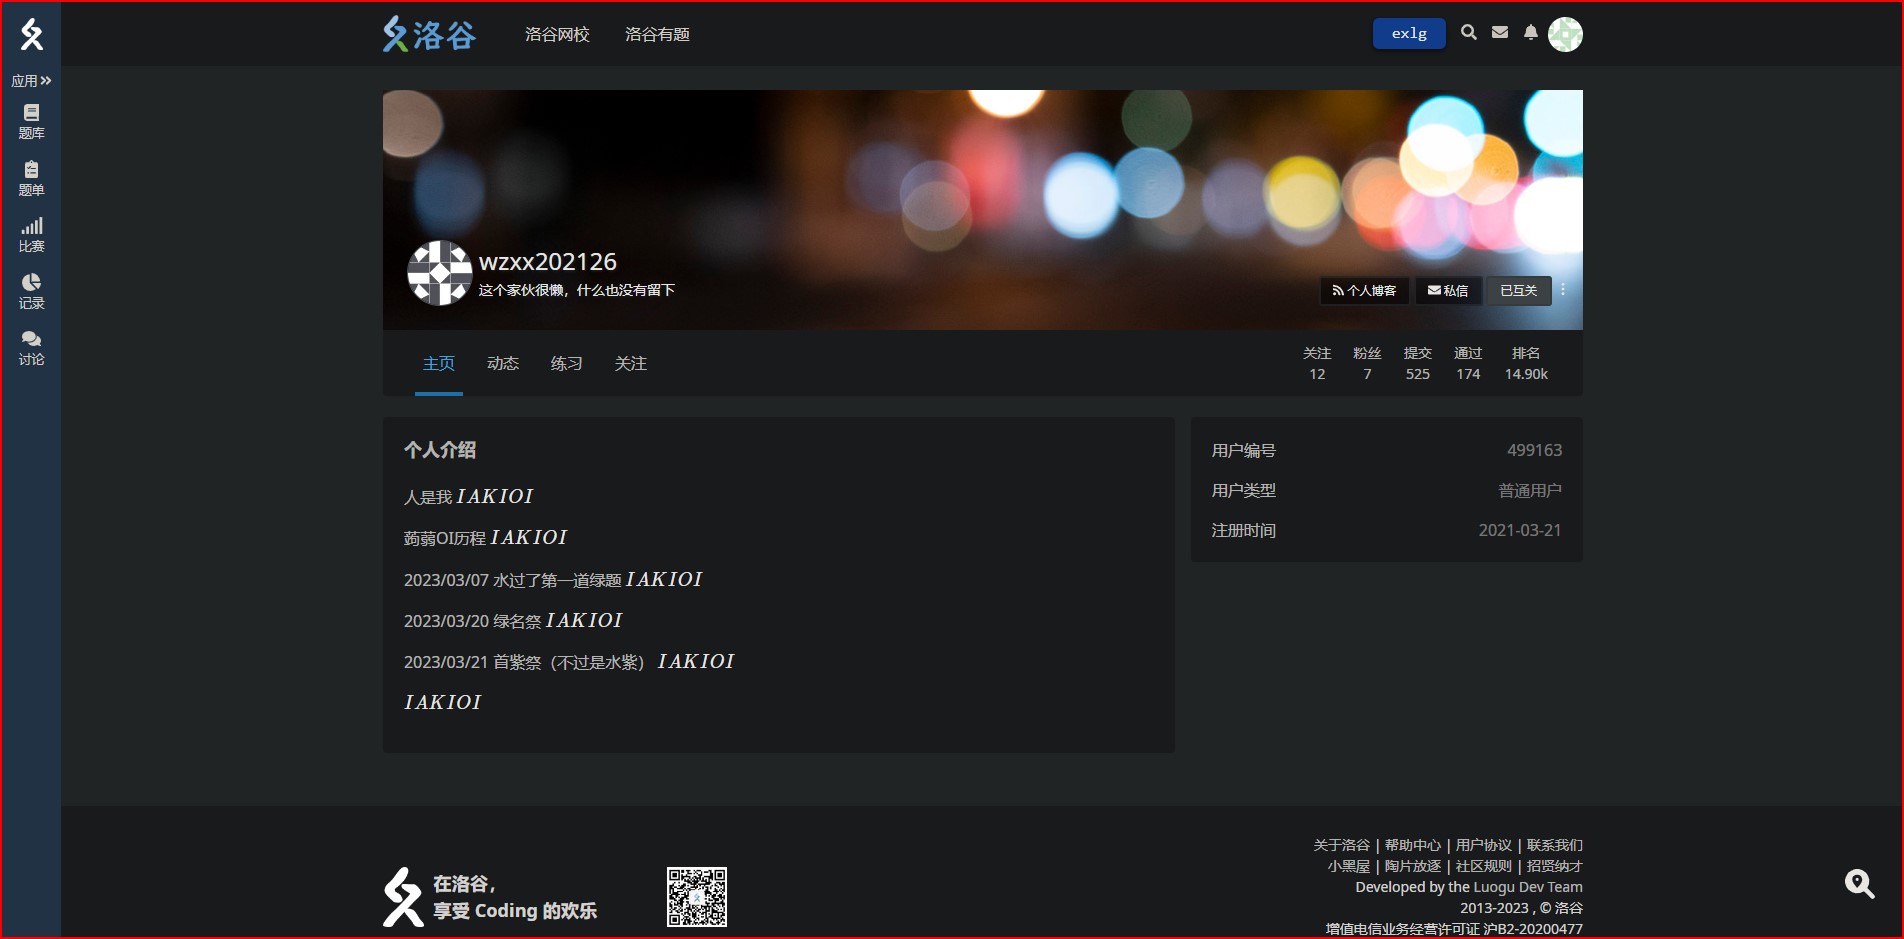 应用
题库
题单
比赛
记录
讨论
洛谷 洛谷网校 洛谷有题 exlg
wzxx202126
这个家伙很懒，什么也没有留下
个人博客 私信 已互关
主页 动态 练习 关注
关注 粉丝 提交 通过 排名
12 7 525 174 14.90k
个人介绍
人是我 IAKIOI
蒟蒻OI历程 IAKIOI
2023/03/07 水过了第一道绿题 IAKIOI
2023/03/20 绿名祭 IAKIOI
2023/03/21 首紫祭（不过是水紫） IAKIOI
IAKIOI
用户编号 499163
用户类型 普通用户
注册时间 2021-03-21
在洛谷，
享受 Coding 的欢乐
关于洛谷 | 帮助中心 | 用户协议 | 联系我们
小黑屋 | 陶片放逐 | 社区规则 | 招贤纳才
Developed by the Luogu Dev Team
2013-2023 , © 洛谷
增值电信业务经营许可证 沪B2-20200477